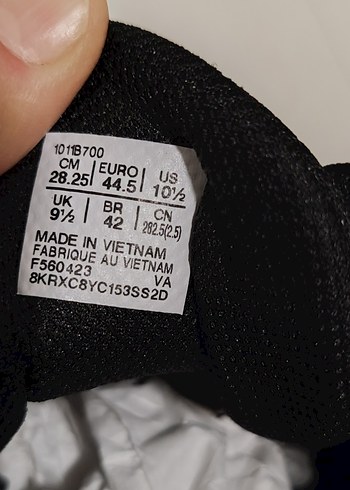 1011B700
CM EURO US
28.25 44.5 10½
UK BR CN
9½ 42 282.5(2.5)
MADE IN VIETNAM
FABRIQUE AU VIETNAM
F560423 VA
8KRXC8YC153SS2D